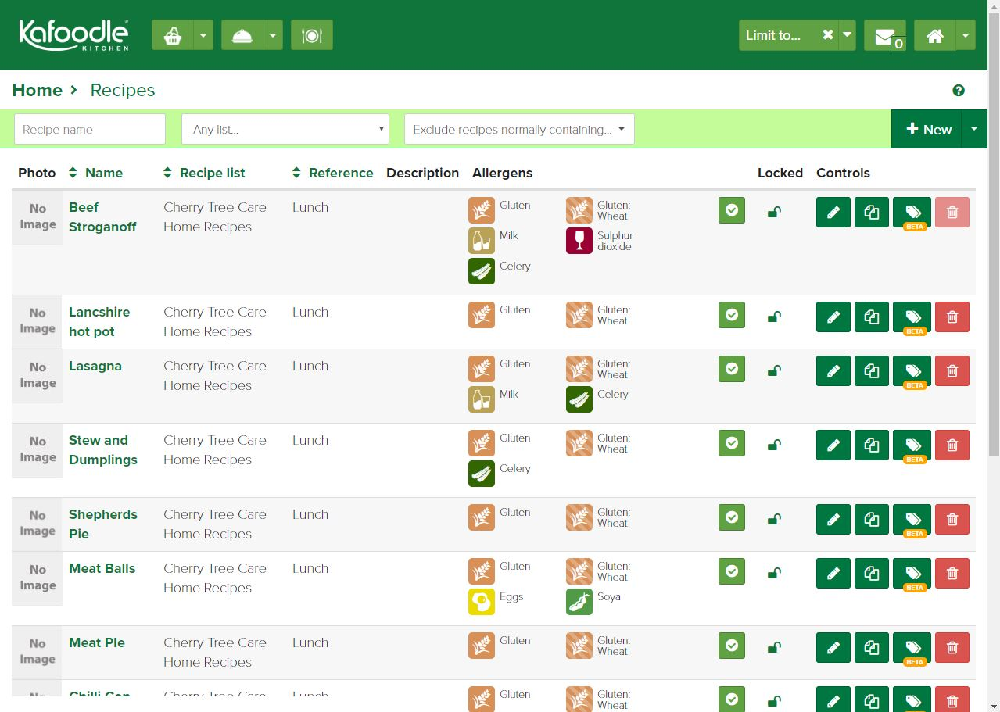 Kafoodle
KITCHEN
Limit to...
0
Home > Recipes
Recipe name
Any list...
Exclude recipes normally containing...
New
Photo Name Recipe list Reference Description Allergens Locked Controls
No Image
Beef Stroganoff
Cherry Tree Care Home Recipes
Lunch
Gluten
Gluten: Wheat
Milk
Sulphur dioxide
Celery
BETA
No Image
Lancshire hot pot
Cherry Tree Care Home Recipes
Lunch
Gluten
Gluten: Wheat
BETA
No Image
Lasagna
Cherry Tree Care Home Recipes
Lunch
Gluten
Gluten: Wheat
Milk
Celery
BETA
No Image
Stew and Dumplings
Cherry Tree Care Home Recipes
Lunch
Gluten
Gluten: Wheat
Celery
BETA
No Image
Shepherds Pie
Cherry Tree Care Home Recipes
Lunch
Gluten
Gluten: Wheat
BETA
No Image
Meat Balls
Cherry Tree Care Home Recipes
Lunch
Gluten
Gluten: Wheat
Eggs
Soya
BETA
No Image
Meat PIe
Cherry Tree Care Home Recipes
Lunch
Gluten
Gluten: Wheat
BETA
No
Chilli Con
Cherry Tree Care
Lunch
Gluten
Gluten: Wheat